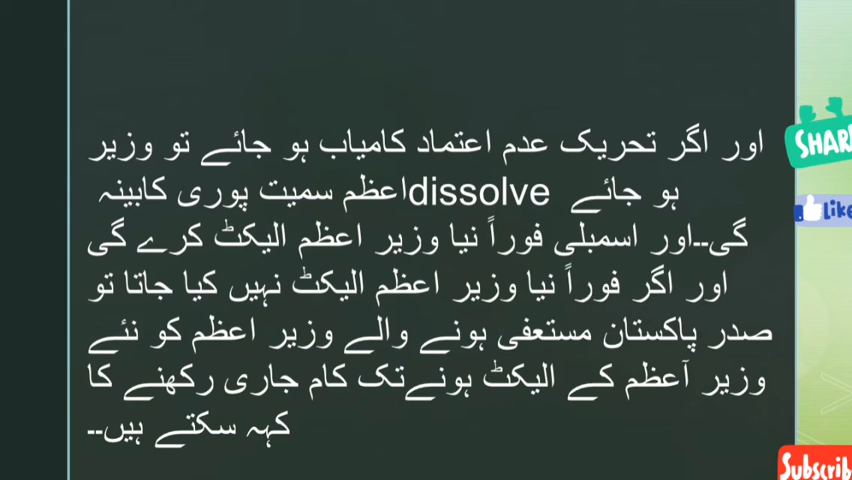 اور اگر تحریک عدم اعتماد کامیاب ہو جائے تو وزیر
اعظم سمیت پوری کابینہ dissolve ہو جائے
گی۔۔اور اسمبلی فوراً نیا وزیر اعظم الیکٹ کرے گی
اور اگر فوراً نیا وزیر اعظم الیکٹ نہیں کیا جاتا تو
صدر پاکستان مستعفی ہونے والے وزیر اعظم کو نئے
وزیر آعظم کے الیکٹ ہونےتک کام جاری رکھنے کا
کہہ سکتے ہیں۔۔
SHAR
Like
Subscrib